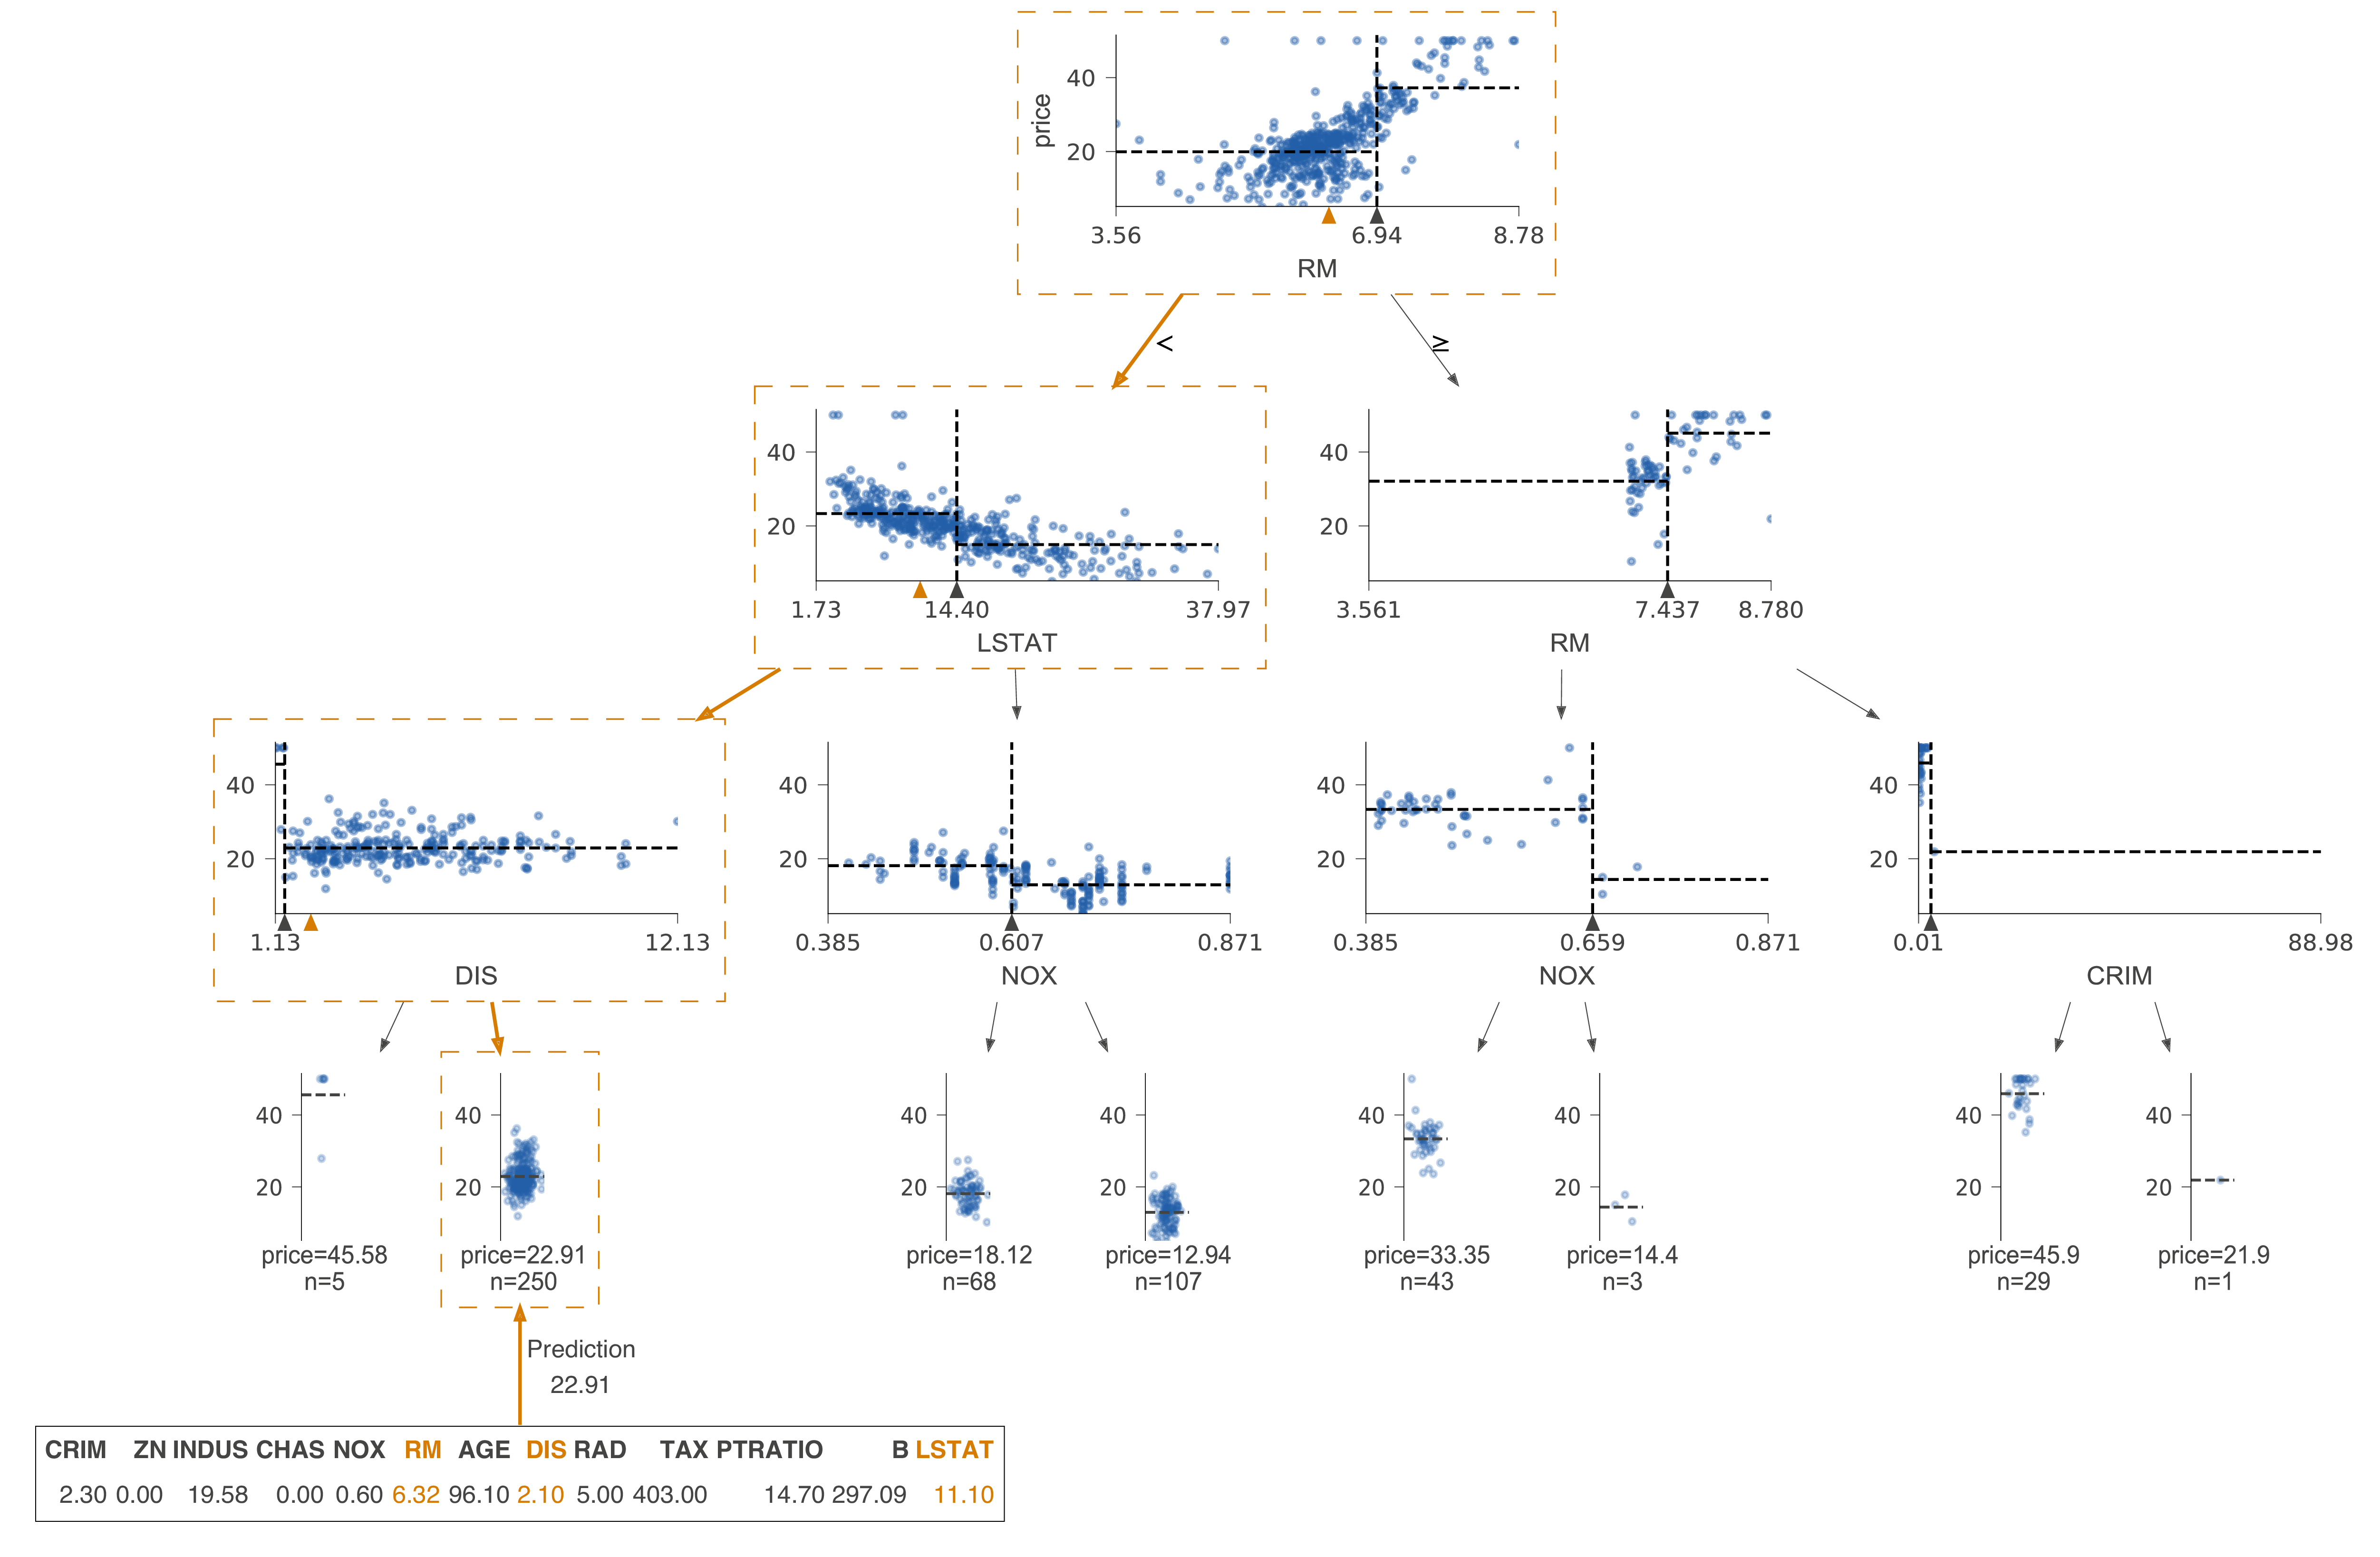 price
40
20
3.56 6.94 8.78
RM
< ≥
40
20
1.73 14.40 37.97
LSTAT
3.561 7.437 8.780
RM
40
20
40
20
1.13 12.13
DIS
40
20
0.385 0.607 0.871
NOX
40
20
0.385 0.659 0.871
NOX
40
20
0.01 88.98
CRIM
40
20
price=45.58
n=5
40
20
price=22.91
n=250
40
20
price=18.12
n=68
40
20
price=12.94
n=107
40
20
price=33.35
n=43
40
20
price=14.4
n=3
40
20
price=45.9
n=29
40
20
price=21.9
n=1
Prediction
22.91
CRIM ZN INDUS CHAS NOX RM AGE DIS RAD TAX PTRATIO B LSTAT
2.30 0.00 19.58 0.00 0.60 6.32 96.10 2.10 5.00 403.00 14.70 297.09 11.10